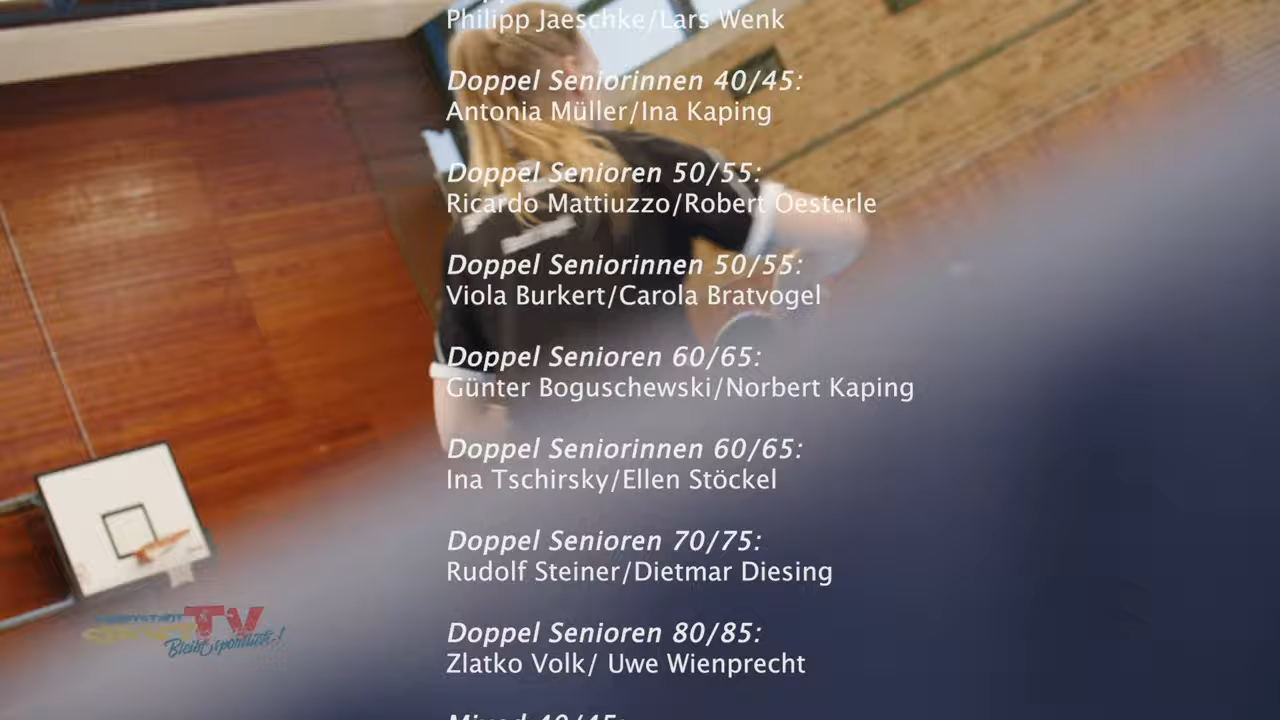 Philipp Jaeschke/Lars Wenk
Doppel Seniorinnen 40/45:
Antonia Müller/Ina Kaping
Doppel Senioren 50/55:
Ricardo Mattiuzzo/Robert Oesterle
Doppel Seniorinnen 50/55:
Viola Burkert/Carola Bratvogel
Doppel Senioren 60/65:
Günter Boguschewski/Norbert Kaping
Doppel Seniorinnen 60/65:
Ina Tschirsky/Ellen Stöckel
Doppel Senioren 70/75:
Rudolf Steiner/Dietmar Diesing
Doppel Senioren 80/85:
Zlatko Volk/ Uwe Wienprecht
TV
Bleibt sportlich!